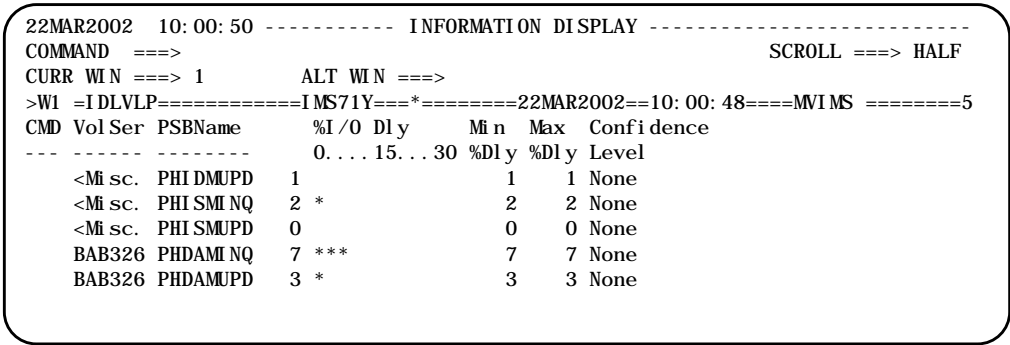 22MAR2002  10:00:50 ----------- INFORMATION DISPLAY ---------------------------
COMMAND  ===>                                                 SCROLL ===> HALF
CURR WIN ===> 1         ALT WIN ===>
>W1 =IDLVLP============IMS71Y===*========22MAR2002==10:00:48====MVIMS ========5
CMD VolSer PSBName       %I/O Dly     Min  Max  Confidence
--- ------ --------      0....15...30 %Dly %Dly Level
    <Misc. PHIDMUPD    1                 1    1 None
    <Misc. PHISMINQ    2 *               2    2 None
    <Misc. PHISMUPD    0                 0    0 None
    BAB326 PHDAMINQ    7 ***             7    7 None
    BAB326 PHDAMUPD    3 *               3    3 None